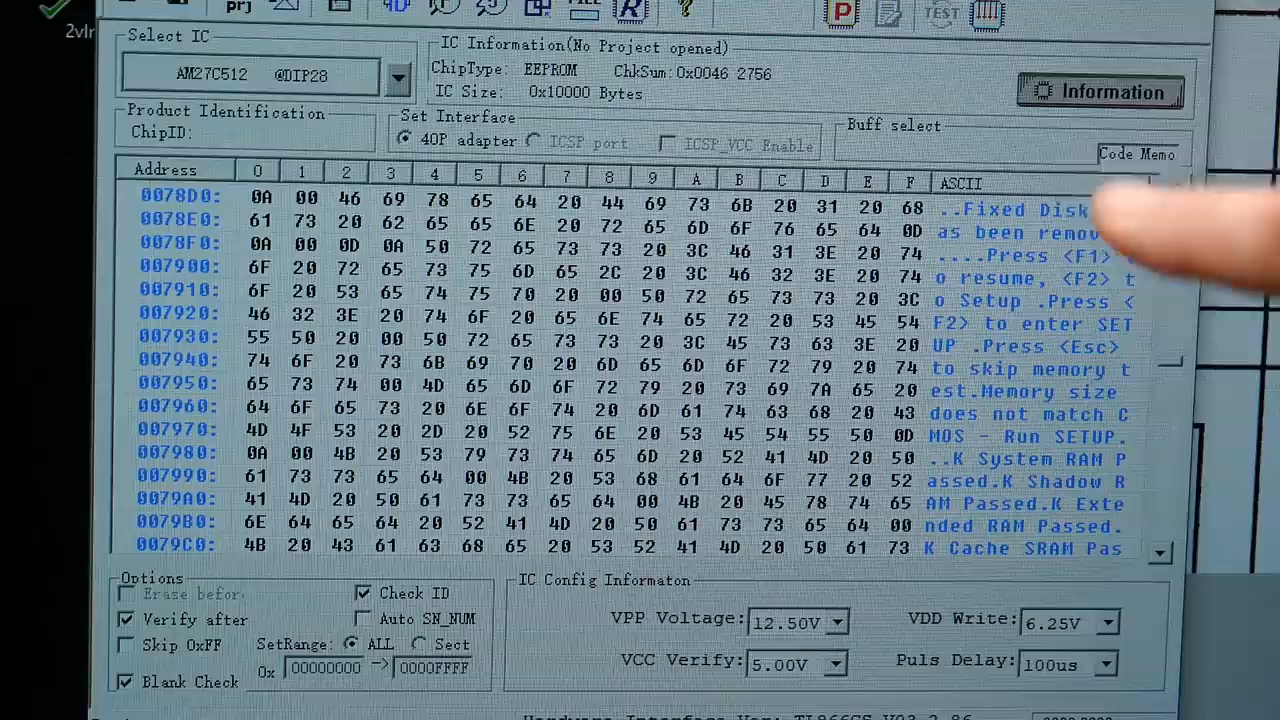 prj
2vlr
TEST
Select IC
AM27C512 @DIP28
IC Information(No Project opened)
ChipType: EEPROM ChkSum:0x0046 2756
IC Size: 0x10000 Bytes
Information
Product Identification
ChipID:
Set Interface
40P adapter ICSP port ICSP_VCC Enable
Buff select
Code Memo
Address 0 1 2 3 4 5 6 7 8 9 A B C D E F ASCII
0078D0: 0A 00 46 69 78 65 64 20 44 69 73 6B 20 31 20 68 ..Fixed Disk
0078E0: 61 73 20 62 65 65 6E 20 72 65 6D 6F 76 65 64 0D as been remov
0078F0: 0A 00 0D 0A 50 72 65 73 73 20 3C 46 31 3E 20 74 ....Press <F1> t
007900: 6F 20 72 65 73 75 6D 65 2C 20 3C 46 32 3E 20 74 o resume, <F2> t
007910: 6F 20 53 65 74 75 70 20 00 50 72 65 73 73 20 3C o Setup .Press <
007920: 46 32 3E 20 74 6F 20 65 6E 74 65 72 20 53 45 54 F2> to enter SET
007930: 55 50 20 00 50 72 65 73 73 20 3C 45 73 63 3E 20 UP .Press <Esc>
007940: 74 6F 20 73 6B 69 70 20 6D 65 6D 6F 72 79 20 74 to skip memory t
007950: 65 73 74 00 4D 65 6D 6F 72 79 20 73 69 7A 65 20 est.Memory size
007960: 64 6F 65 73 20 6E 6F 74 20 6D 61 74 63 68 20 43 does not match C
007970: 4D 4F 53 20 2D 20 52 75 6E 20 53 45 54 55 50 0D MOS - Run SETUP.
007980: 0A 00 4B 20 53 79 73 74 65 6D 20 52 41 4D 20 50 ..K System RAM P
007990: 61 73 73 65 64 00 4B 20 53 68 61 64 6F 77 20 52 assed.K Shadow R
0079A0: 41 4D 20 50 61 73 73 65 64 00 4B 20 45 78 74 65 AM Passed.K Exte
0079B0: 6E 64 65 64 20 52 41 4D 20 50 61 73 73 65 64 00 nded RAM Passed.
0079C0: 4B 20 43 61 63 68 65 20 53 52 41 4D 20 50 61 73 K Cache SRAM Pas
Options
Erase befor. Check ID
Verify after Auto SN_NUM
Skip 0xFF SetRange: ALL Sect
0x 00000000 -> 0000FFFF
Blank Check
IC Config Informaton
VPP Voltage: 12.50V VDD Write: 6.25V
VCC Verify: 5.00V Puls Delay: 100us